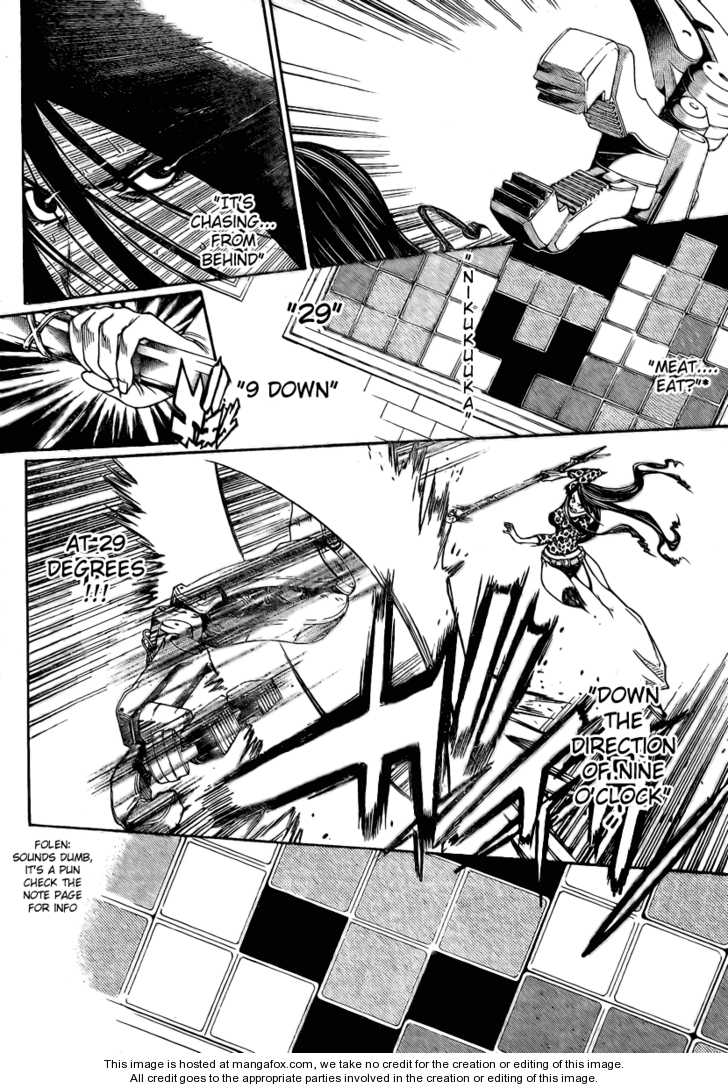 "IT'S
CHASING...
FROM
BEHIND"
"NIKUKUUKA"
"MEAT....
EAT?"*
"29"
"9 DOWN"
AT 29
DEGREES
!!!
"DOWN
THE
DIRECTION
OF NINE
O'CLOCK"
!!!
FOLEN:
SOUNDS DUMB,
IT'S A PUN
CHECK THE
NOTE PAGE
FOR INFO
This image is hosted at mangafox.com, we take no credit for the creation or editing of this image.
All credit goes to the appropriate parties involved in the creation or editing of this image